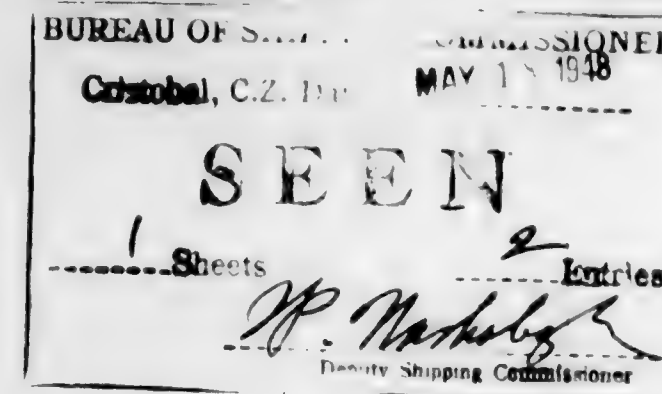 BUREAU OF
Cristobal, C.Z. MAY 1 1948
SEEN
1 Sheets 2 Entries
Deputy Shipping Commissioner